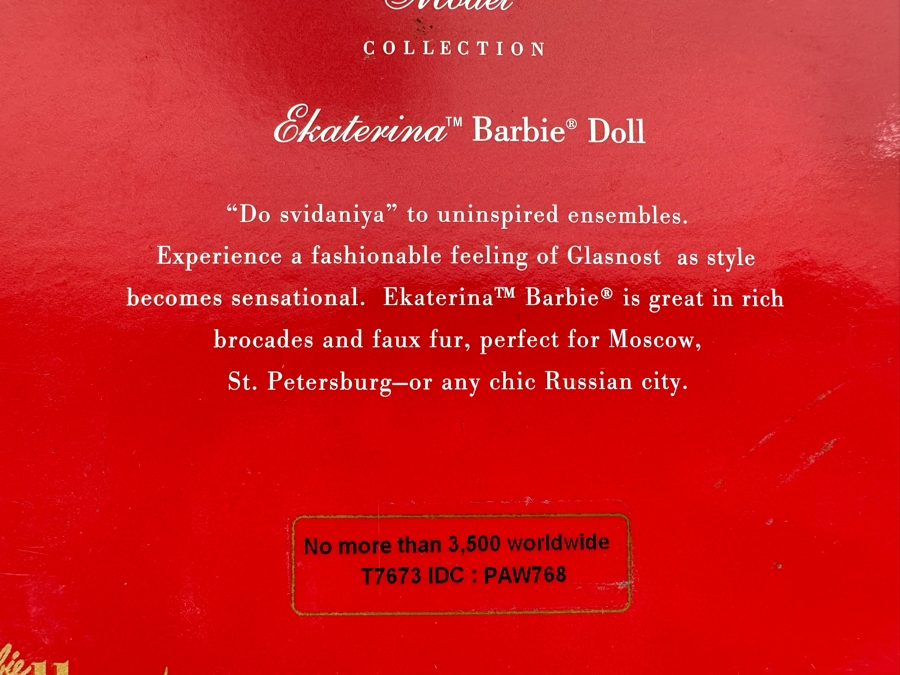 Model
COLLECTION
Ekaterina™ Barbie® Doll
“Do svidaniya” to uninspired ensembles.
Experience a fashionable feeling of Glasnost as style
becomes sensational. Ekaterina™ Barbie® is great in rich
brocades and faux fur, perfect for Moscow,
St. Petersburg—or any chic Russian city.
No more than 3,500 worldwide
T7673 IDC : PAW768